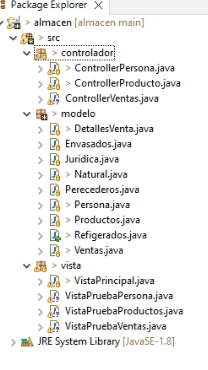 Package Explorer
> almacen [almacen main]
> src
> controlador
> ControllerPersona.java
> ControllerProducto.java
ControllerVentas.java
> modelo
> DetallesVenta.java
Envasados.java
> Juridica.java
> Natural.java
Perecederos.java
> Persona.java
> Productos.java
> Refigerados.java
> Ventas.java
> vista
> VistaPrincipal.java
VistaPruebaPersona.java
VistaPruebaProductos.java
VistaPruebaVentas.java
JRE System Library [JavaSE-1.8]